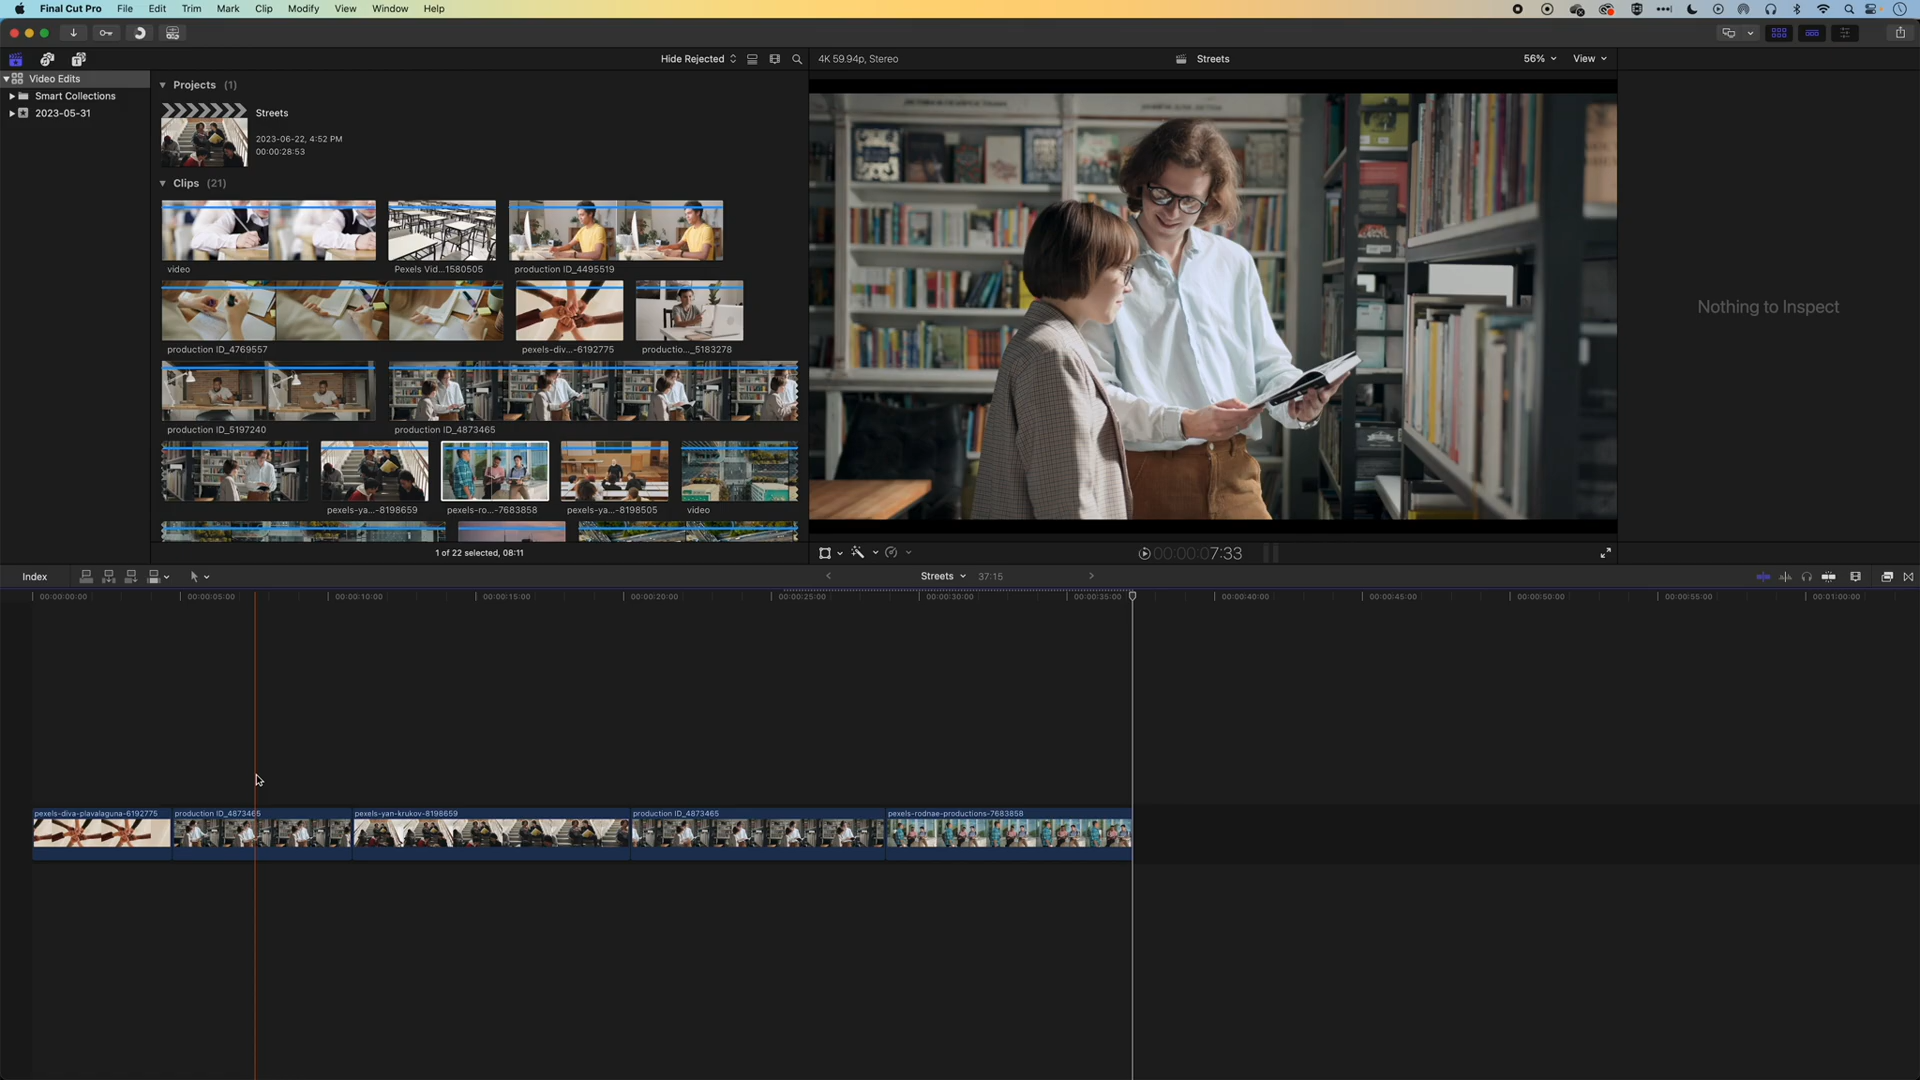 Final Cut Pro File Edit Trim Mark Clip Modify View Window Help
Hide Rejected
4K 59.94p, Stereo
Streets
56%
View
Video Edits
Smart Collections
2023-05-31
Projects (1)
Streets
2023-06-22, 4:52 PM
00:00:28:53
Clips (21)
video
Pexels Vid...1580505
production ID_4495519
production ID_4769557
pexels-div...-6192775
productio..._5183278
production ID_5197240
production ID_4873465
pexels-ya...-8198659
pexels-ro...-7683858
pexels-ya...-8198505
video
1 of 22 selected, 08:11
Nothing to Inspect
00:00:07:33
Index
Streets
37:15
00:00:00:00
00:00:05:00
00:00:10:00
00:00:15:00
00:00:20:00
00:00:25:00
00:00:30:00
00:00:35:00
00:00:40:00
00:00:45:00
00:00:50:00
00:00:55:00
00:01:00:00
pexels-diva-plavalaguna-6192775
production ID_4873465
pexels-yan-krukov-8198659
production ID_4873465
pexels-rodnae-productions-7683858